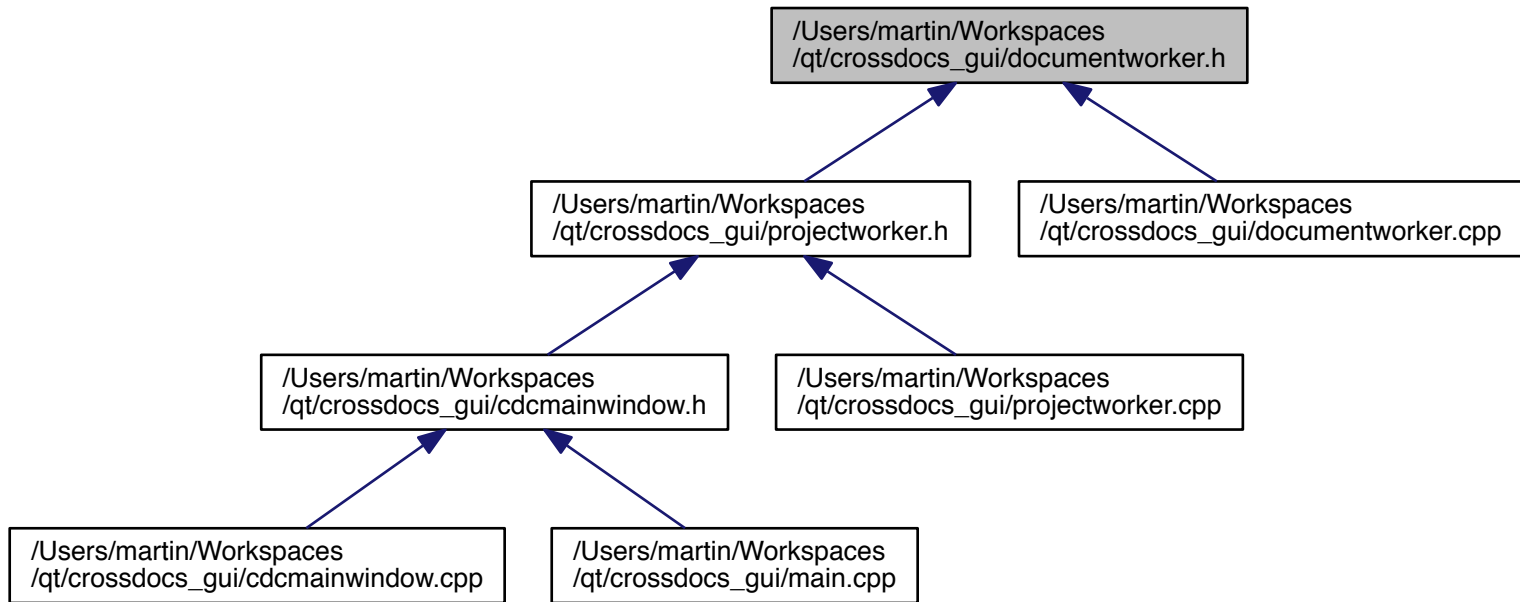 /Users/martin/Workspaces
/qt/crossdocs_gui/documentworker.h
/Users/martin/Workspaces
/qt/crossdocs_gui/projectworker.h
/Users/martin/Workspaces
/qt/crossdocs_gui/documentworker.cpp
/Users/martin/Workspaces
/qt/crossdocs_gui/cdcmainwindow.h
/Users/martin/Workspaces
/qt/crossdocs_gui/projectworker.cpp
/Users/martin/Workspaces
/qt/crossdocs_gui/cdcmainwindow.cpp
/Users/martin/Workspaces
/qt/crossdocs_gui/main.cpp